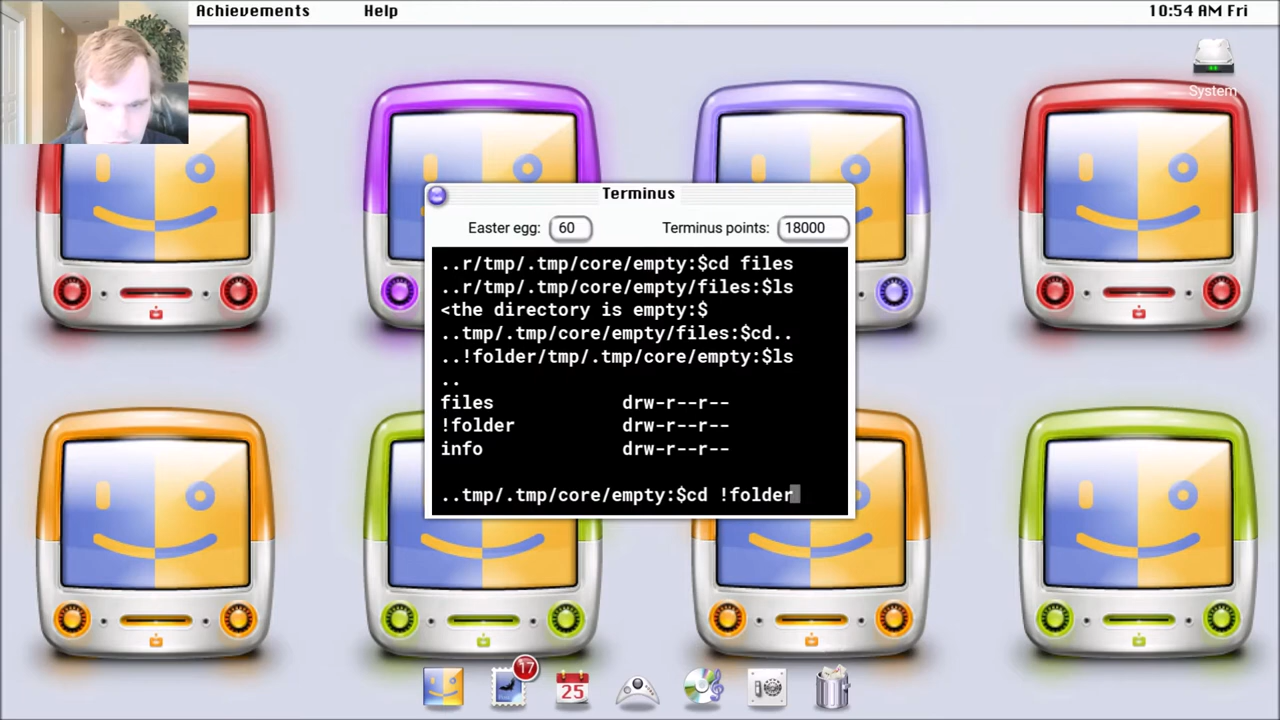 Achievements Help 10:54 AM Fri
System
Terminus
Easter egg: 60 Terminus points: 18000
..r/tmp/.tmp/core/empty:$cd files
..r/tmp/.tmp/core/empty/files:$ls
<the directory is empty:$
..tmp/.tmp/core/empty/files:$cd..
..!folder/tmp/.tmp/core/empty:$ls
..
files drw-r--r--
!folder drw-r--r--
info drw-r--r--
..tmp/.tmp/core/empty:$cd !folder
17
25